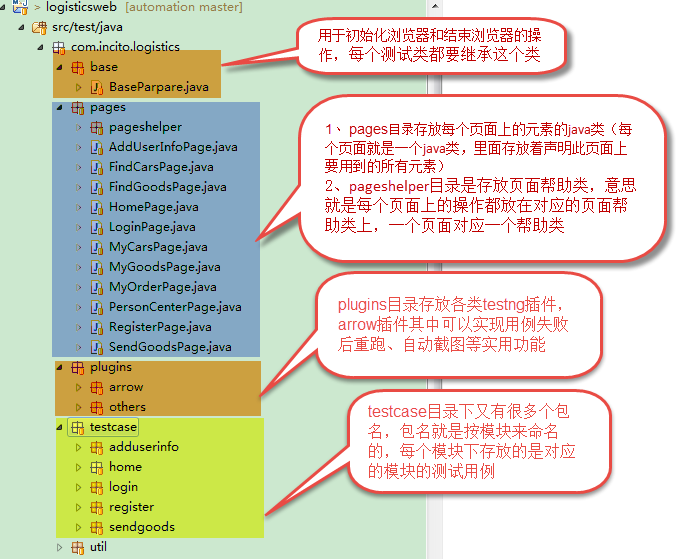 > logisticsweb [automation master]
src/test/java
com.incito.logistics
base
BaseParpare.java
pages
pageshelper
AddUserInfoPage.java
FindCarsPage.java
FindGoodsPage.java
HomePage.java
LoginPage.java
MyCarsPage.java
MyGoodsPage.java
MyOrderPage.java
PersonCenterPage.java
RegisterPage.java
SendGoodsPage.java
plugins
arrow
others
testcase
adduserinfo
home
login
register
sendgoods
util
用于初始化浏览器和结束浏览器的操
作，每个测试类都要继承这个类
1、pages目录存放每个页面上的元素的java类（每
个页面就是一个java类，里面存放着声明此页面上
要用到的所有元素）
2、pageshelper目录是存放页面帮助类，意思
就是每个页面上的操作都放在对应的页面帮
助类上，一个页面对应一个帮助类
plugins目录存放各类testng插件，
arrow插件其中可以实现用例失败
后重跑、自动截图等实用功能
testcase目录下又有很多个包
名，包名就是按模块来命名
的，每个模块下存放的是对应
的模块的测试用例